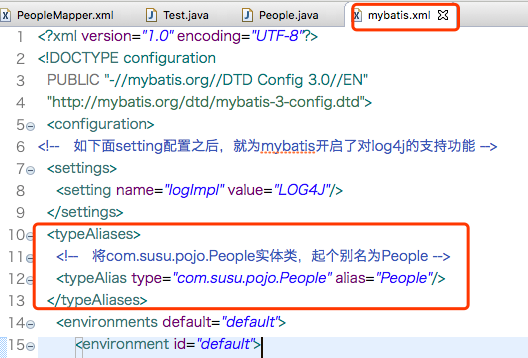 PeopleMapper.xml Test.java People.java mybatis.xml
1 <?xml version="1.0" encoding="UTF-8"?>
2 <!DOCTYPE configuration
3 PUBLIC "-//mybatis.org//DTD Config 3.0//EN"
4 "http://mybatis.org/dtd/mybatis-3-config.dtd">
5 <configuration>
6 <!-- 如下面setting配置之后，就为mybatis开启了对log4j的支持功能 -->
7 <settings>
8 <setting name="logImpl" value="LOG4J"/>
9 </settings>
10 <typeAliases>
11 <!-- 将com.susu.pojo.People实体类，起个别名为People -->
12 <typeAlias type="com.susu.pojo.People" alias="People"/>
13 </typeAliases>
14 <environments default="default">
15 <environment id="default">